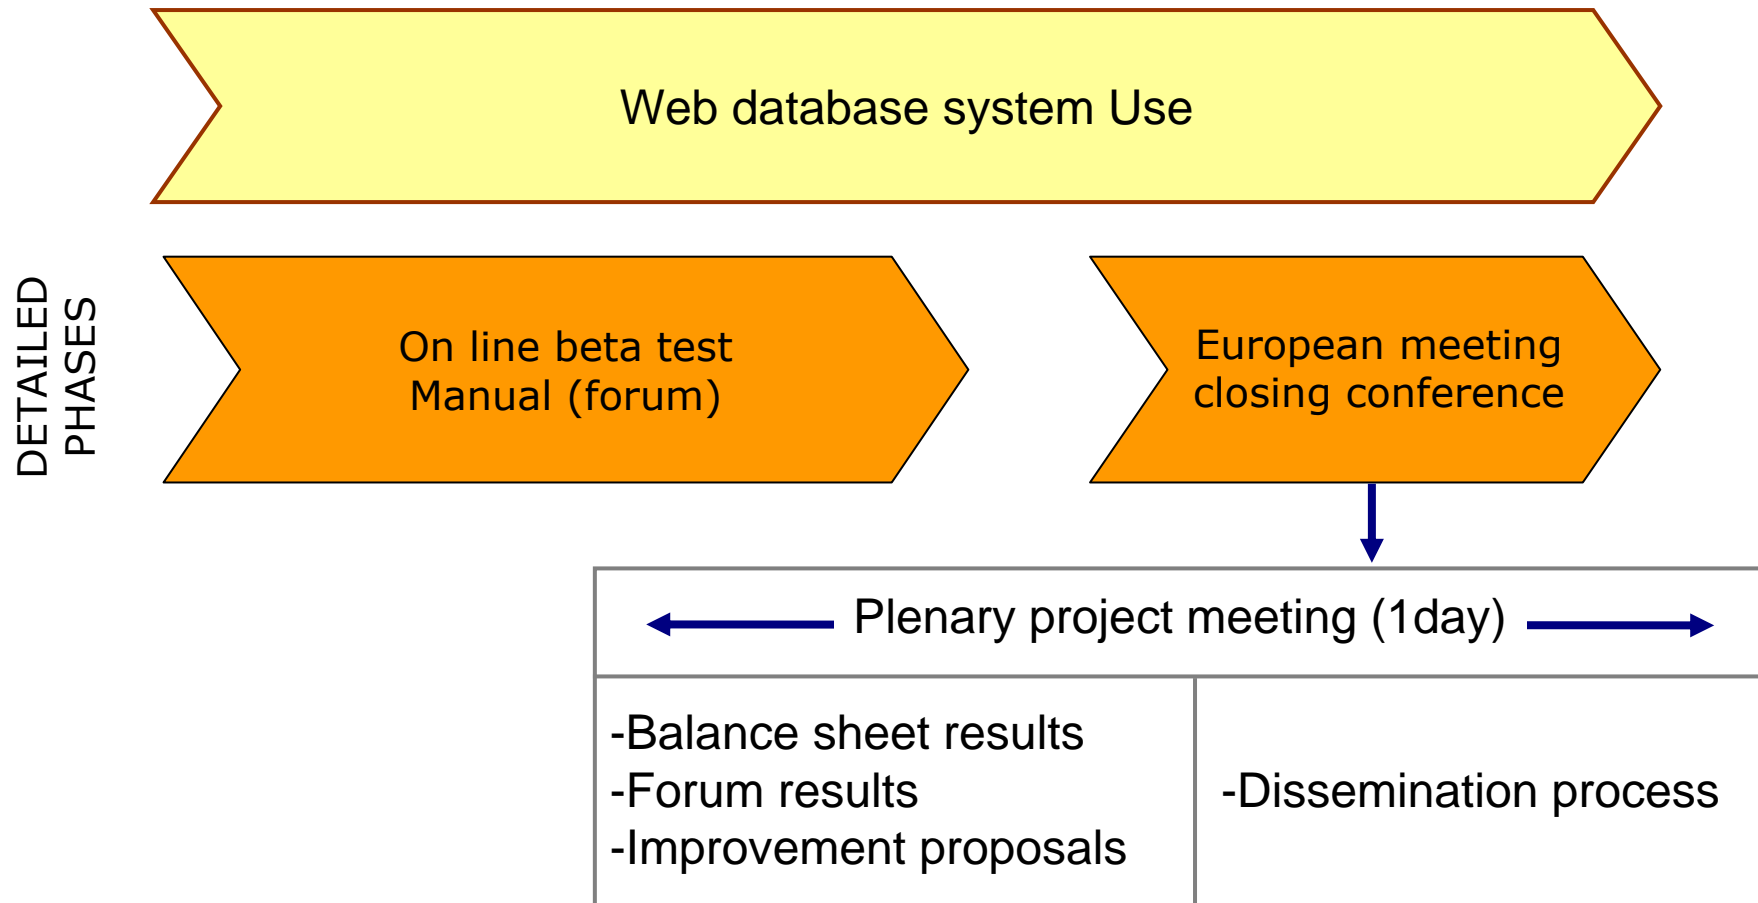 Web database system Use
DETAILED
PHASES
On line beta test
Manual (forum)
European meeting
closing conference
Plenary project meeting (1day)
-Balance sheet results
-Forum results
-Improvement proposals
-Dissemination process